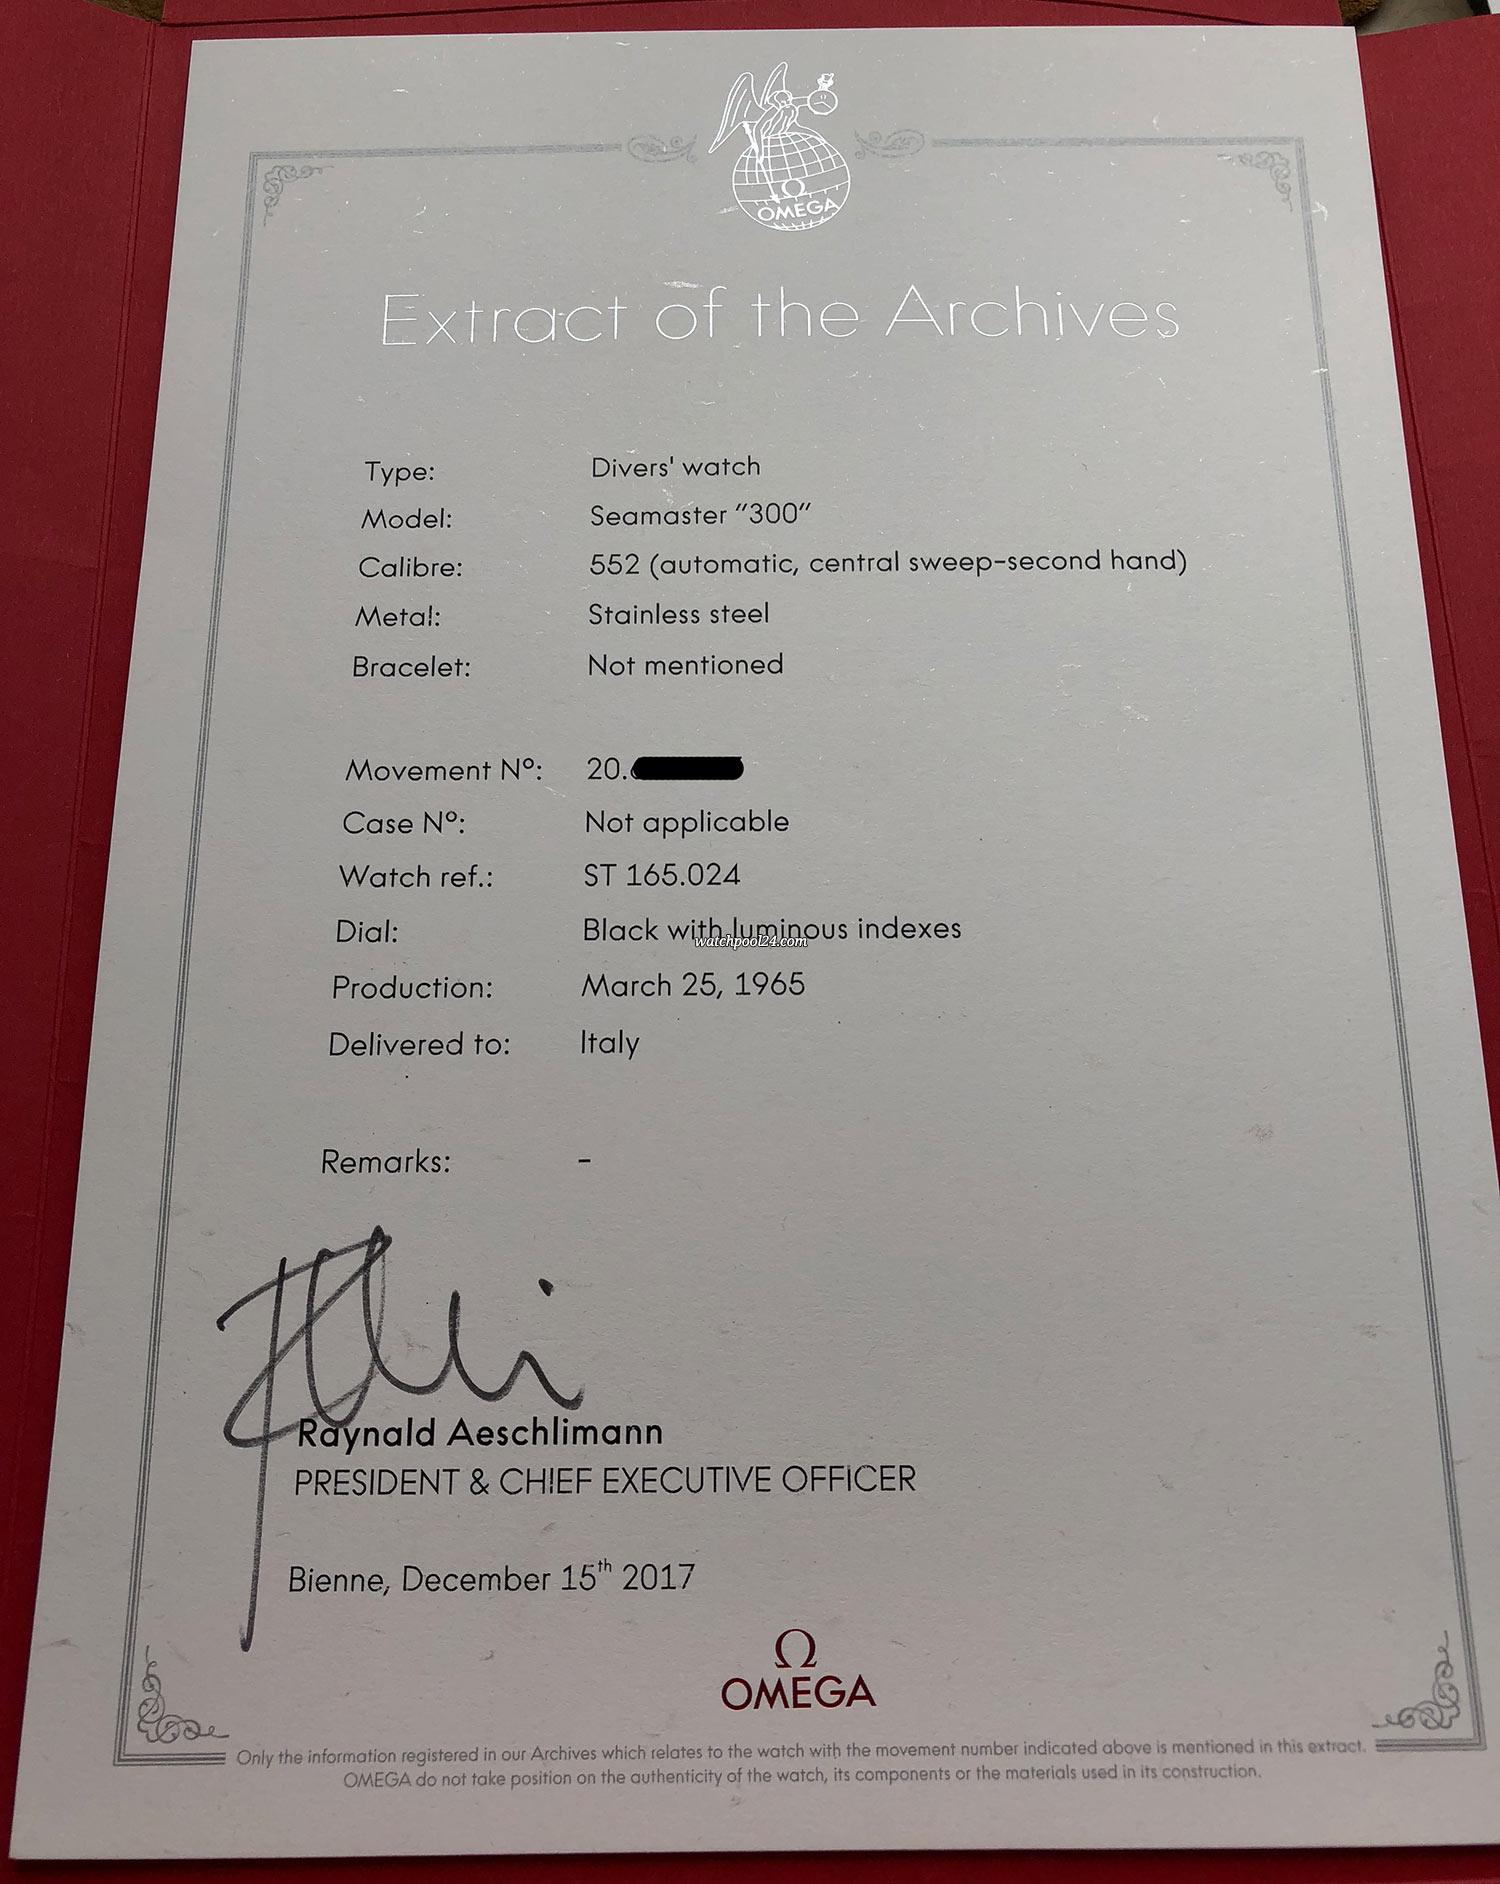 Ω
OMEGA
Extract of the Archives
Type: Divers' watch
Model: Seamaster "300"
Calibre: 552 (automatic, central sweep-second hand)
Metal: Stainless steel
Bracelet: Not mentioned
Movement Nº: 20.
Case Nº: Not applicable
Watch ref.: ST 165.024
Dial: Black with luminous indexes
watchpool24.com
Production: March 25, 1965
Delivered to: Italy
Remarks: -
Raynald Aeschlimann
PRESIDENT & CHIEF EXECUTIVE OFFICER
Bienne, December 15th 2017
Ω
OMEGA
Only the information registered in our Archives which relates to the watch with the movement number indicated above is mentioned in this extract.
OMEGA do not take position on the authenticity of the watch, its components or the materials used in its construction.